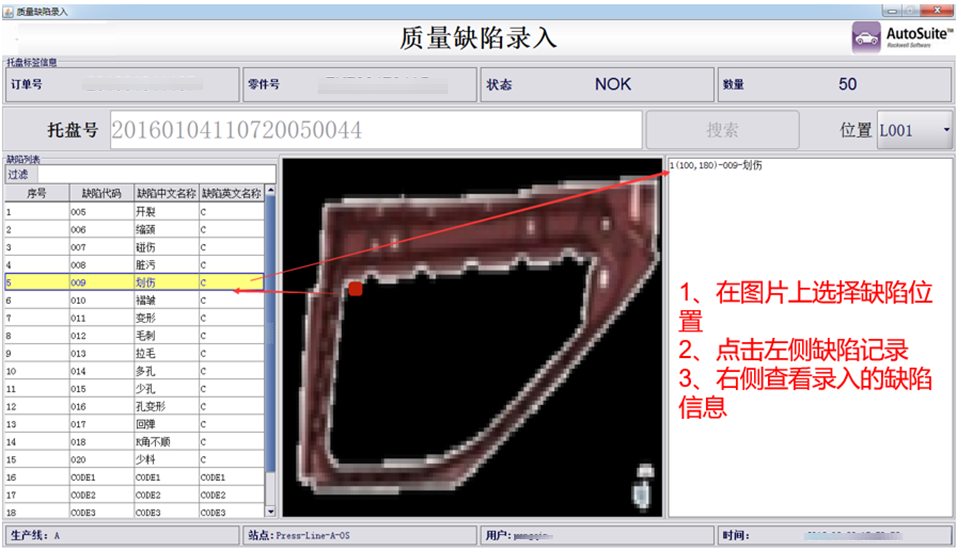 质量缺陷录入
质量缺陷录入
AutoSuite™
Rockwell Software
托盘标签信息
订单号
零件号
状态 NOK
数量 50
托盘号 20160104110720050044 搜索 位置 L001
缺陷列表
过滤
序号 缺陷代码 缺陷中文名称 缺陷英文名称
1 005 开裂 C
2 006 缩颈 C
3 007 碰伤 C
4 008 脏污 C
5 009 划伤 C
6 010 褶皱 C
7 011 变形 C
8 012 毛刺 C
9 013 拉毛 C
10 014 多孔 C
11 015 少孔 C
12 016 孔变形 C
13 017 回弹 C
14 018 R角不顺 C
15 020 少料 C
16 CODE1 CODE1 CODE1
17 CODE2 CODE2 CODE2
18 CODE3 CODE3 CODE3
1(100,180)-009-划伤
1、在图片上选择缺陷位
置
2、点击左侧缺陷记录
3、右侧查看录入的缺陷
信息
生产线: A
站点:Press-Line-A-OS
用户:
时间: